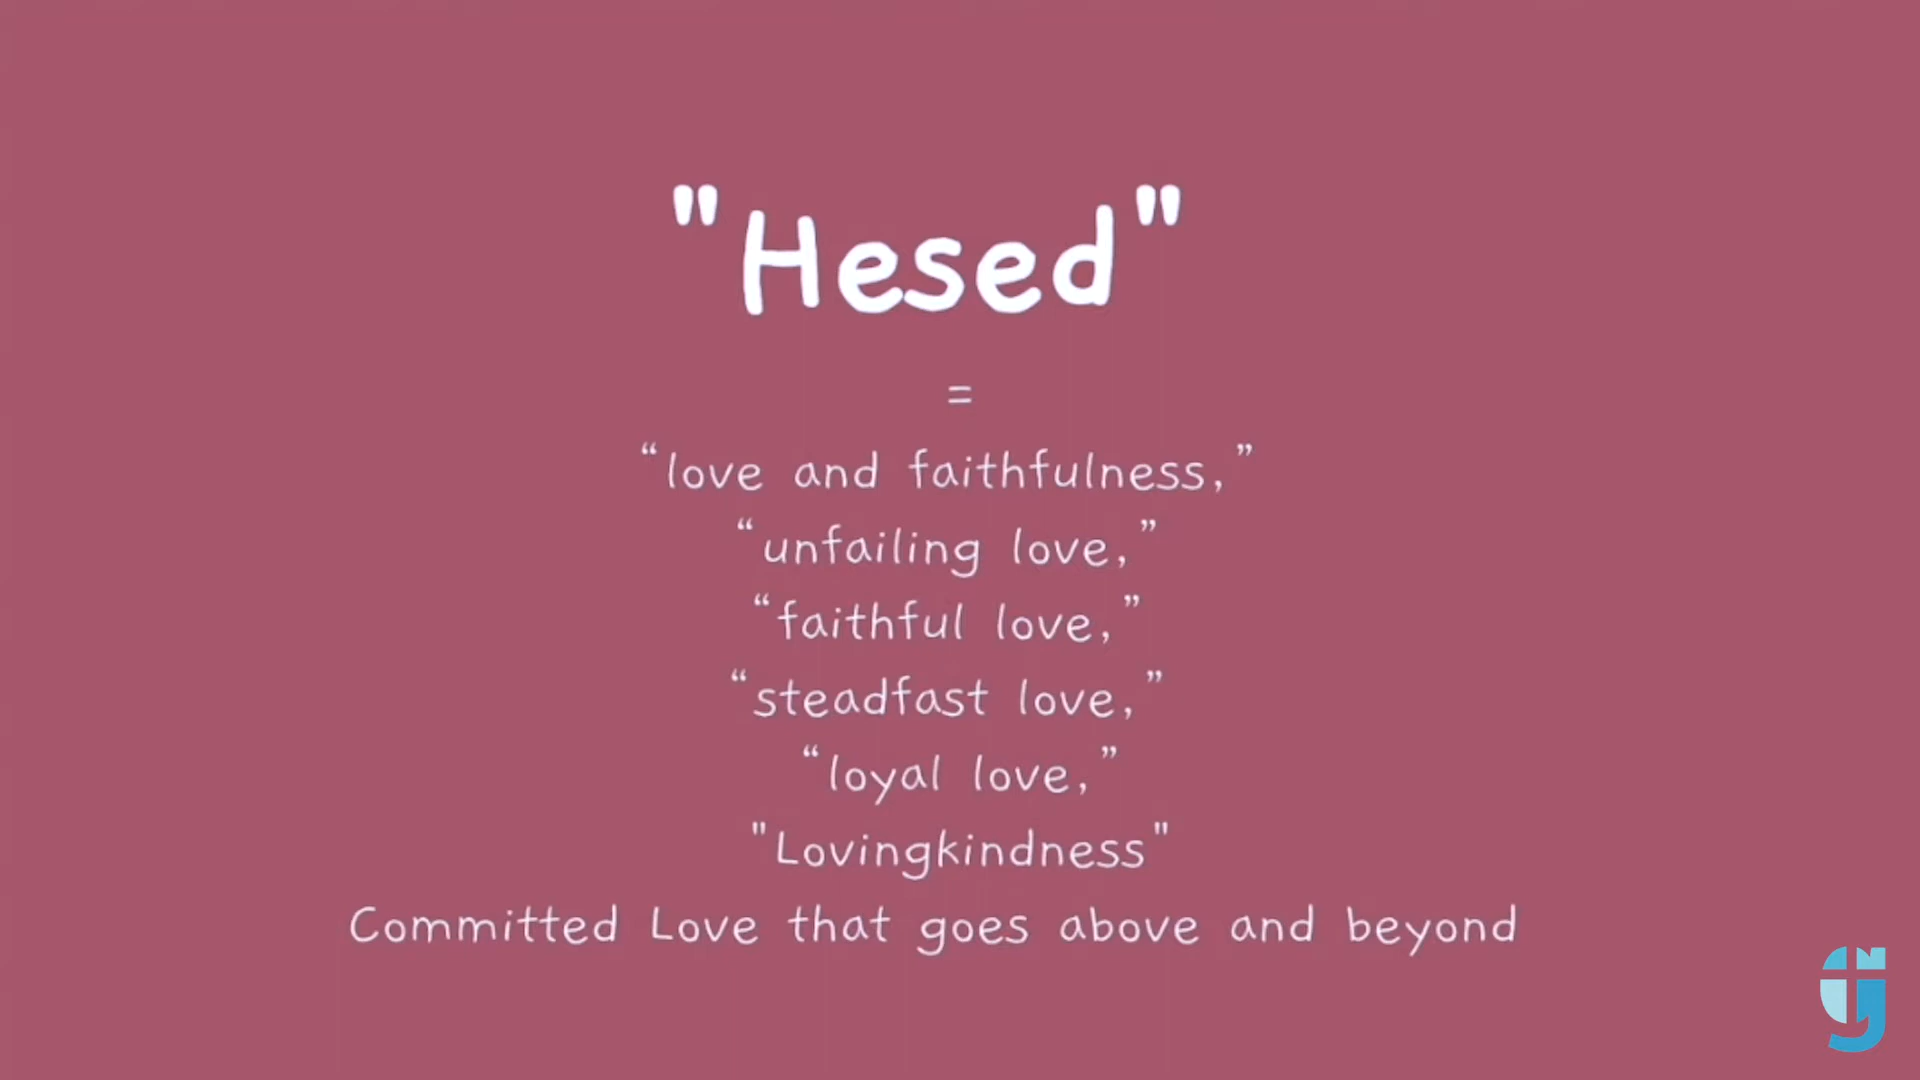 "Hesed"
=
“love and faithfulness,”
“unfailing love,”
“faithful love,”
“steadfast love,”
“loyal love,”
"Lovingkindness"
Committed Love that goes above and beyond